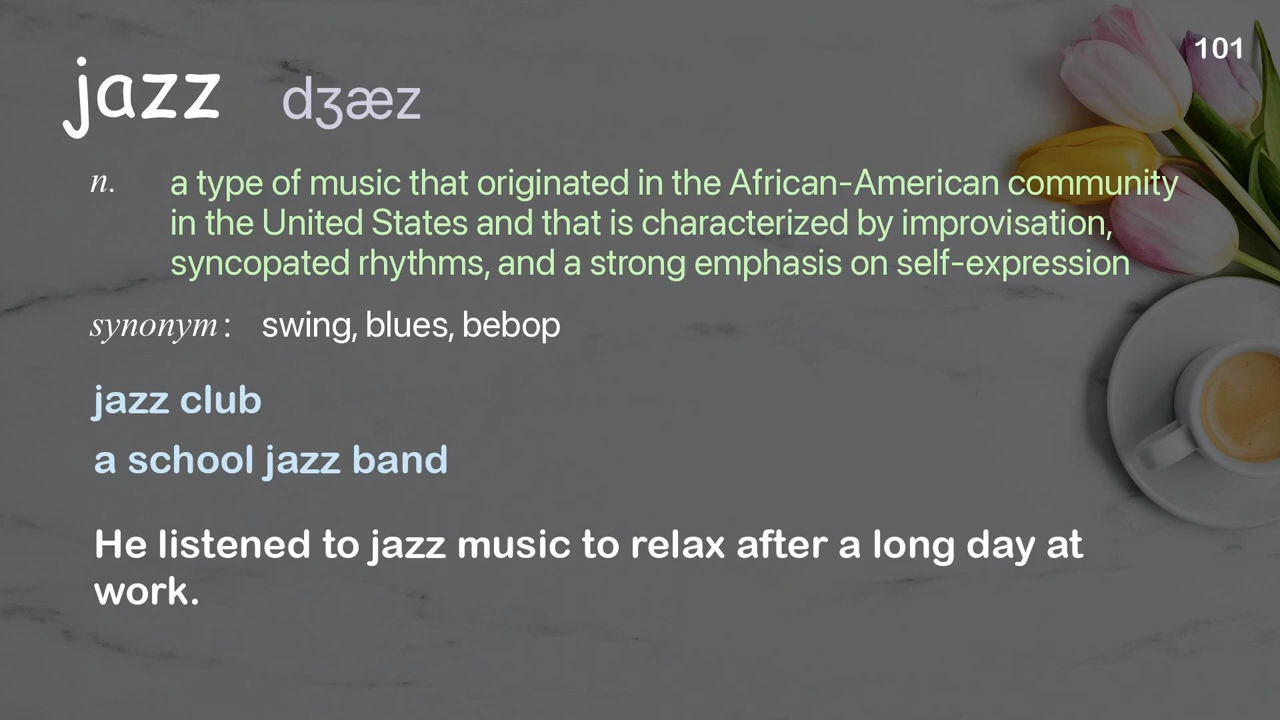 101
jazz dʒæz
n. a type of music that originated in the African-American community
in the United States and that is characterized by improvisation,
syncopated rhythms, and a strong emphasis on self-expression
synonym: swing, blues, bebop
jazz club
a school jazz band
He listened to jazz music to relax after a long day at
work.